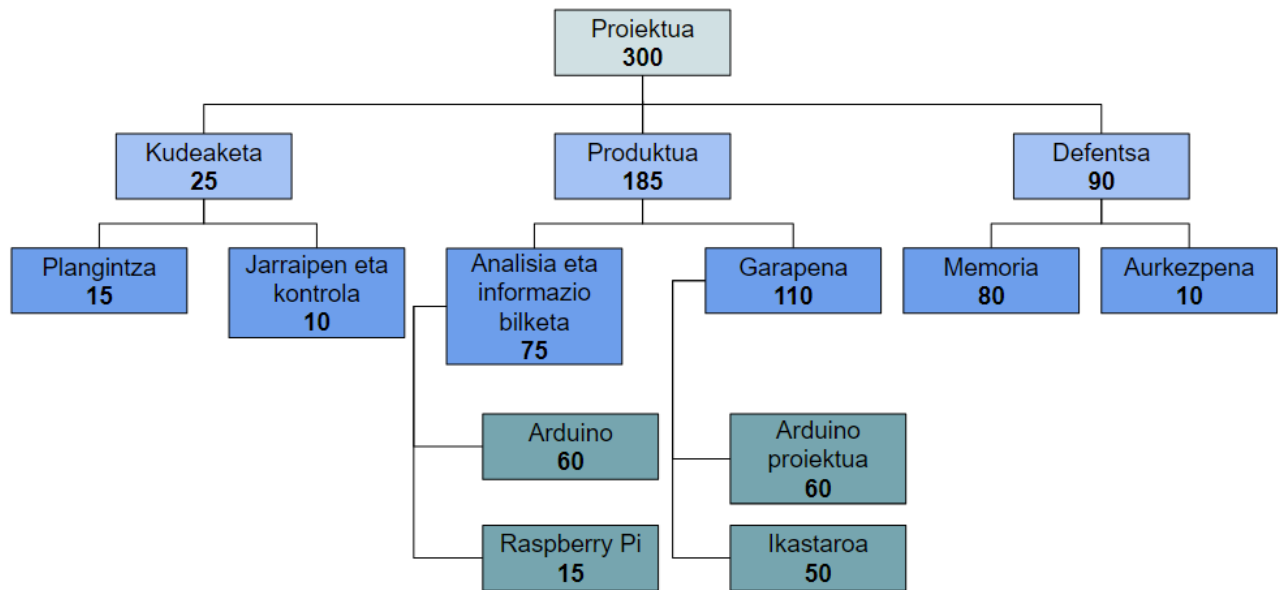 Proiektua
300
Kudeaketa
25
Produktua
185
Defentsa
90
Plangintza
15
Jarraipen eta
kontrola
10
Analisia eta
informazio
bilketa
75
Garapena
110
Memoria
80
Aurkezpena
10
Arduino
60
Arduino
proiektua
60
Raspberry Pi
15
Ikastaroa
50